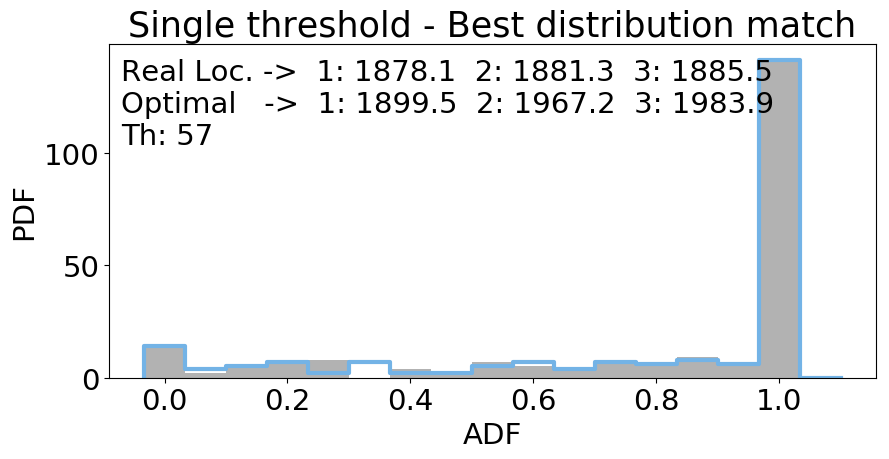 Single threshold - Best distribution match
Real Loc. -> 1: 1878.1 2: 1881.3 3: 1885.5
Optimal -> 1: 1899.5 2: 1967.2 3: 1983.9
Th: 57
PDF
100
50
0
0.0 0.2 0.4 0.6 0.8 1.0
ADF